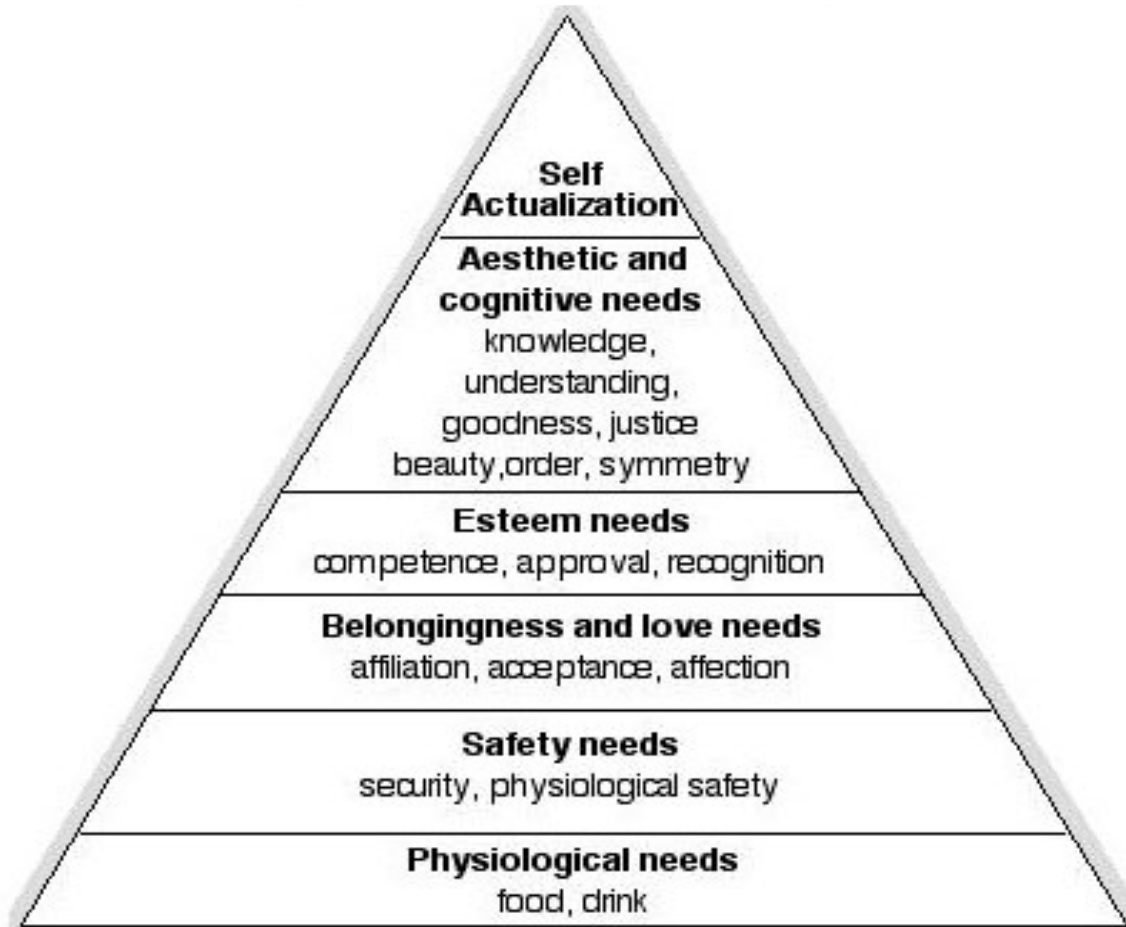 Self
Actualization
Aesthetic and
cognitive needs
knowledge,
understanding,
goodness, justice
beauty,order, symmetry
Esteem needs
competence, approval, recognition
Belongingness and love needs
affiliation, acceptance, affection
Safety needs
security, physiological safety
Physiological needs
food, drink